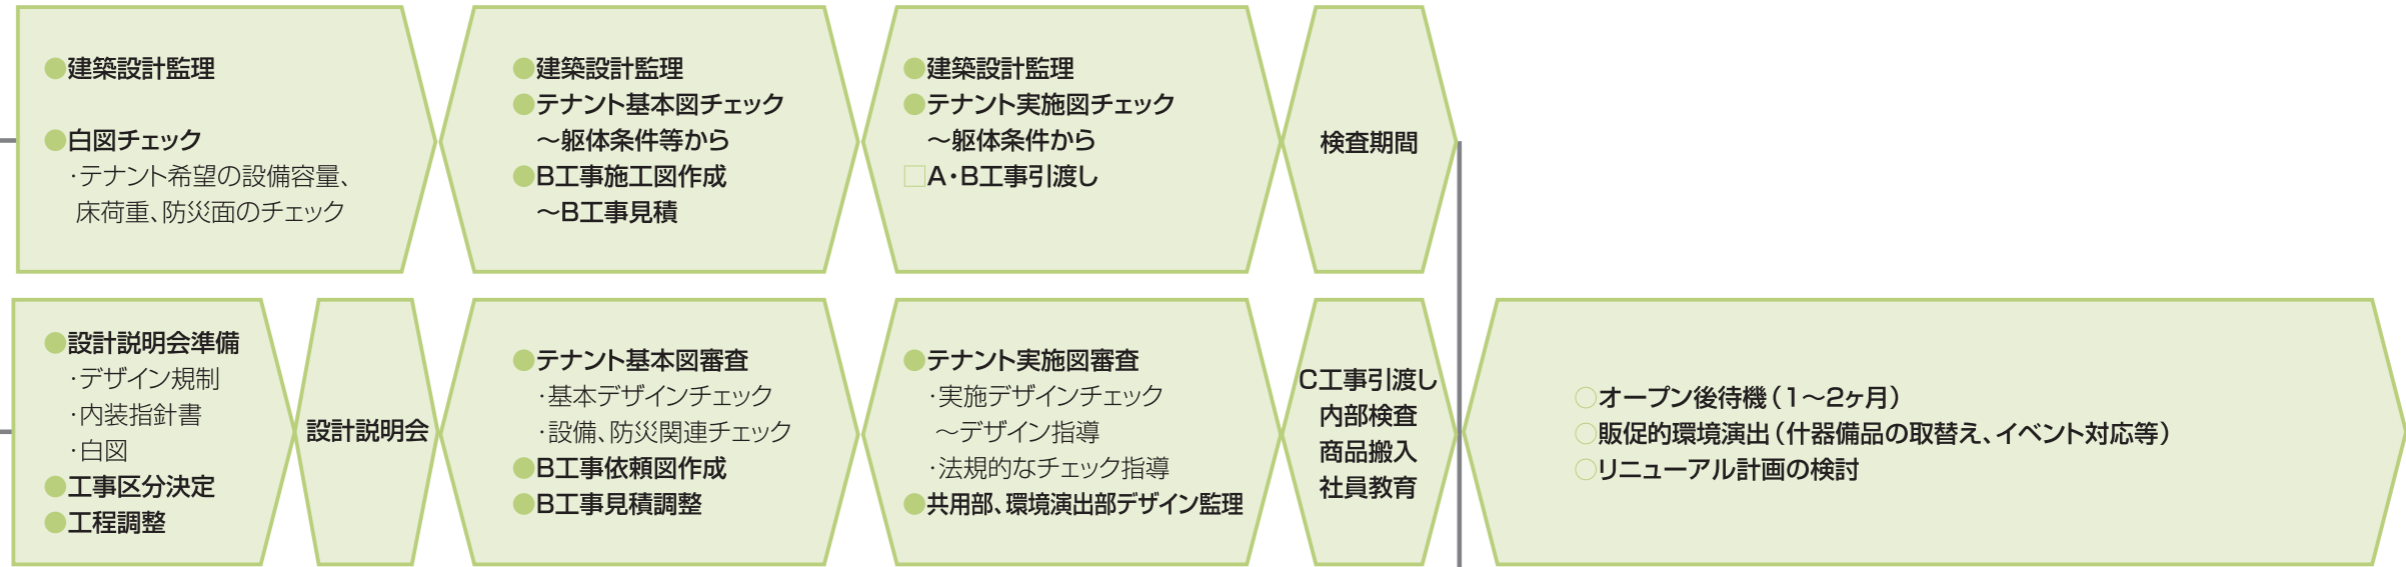 ●建築設計監理
●白図チェック
・テナント希望の設備容量、
床荷重、防災面のチェック
●建築設計監理
●テナント基本図チェック
～躯体条件等から
●B工事施工図作成
～B工事見積
●建築設計監理
●テナント実施図チェック
～躯体条件から
□A・B工事引渡し
検査期間
●設計説明会準備
・デザイン規制
・内装指針書
・白図
●工事区分決定
●工程調整
設計説明会
●テナント基本図審査
・基本デザインチェック
・設備、防災関連チェック
●B工事依頼図作成
●B工事見積調整
●テナント実施図審査
・実施デザインチェック
～デザイン指導
・法規的なチェック指導
●共用部、環境演出部デザイン監理
C工事引渡し
内部検査
商品搬入
社員教育
○オープン後待機（1～2ヶ月）
○販促的環境演出（什器備品の取替え、イベント対応等）
○リニューアル計画の検討